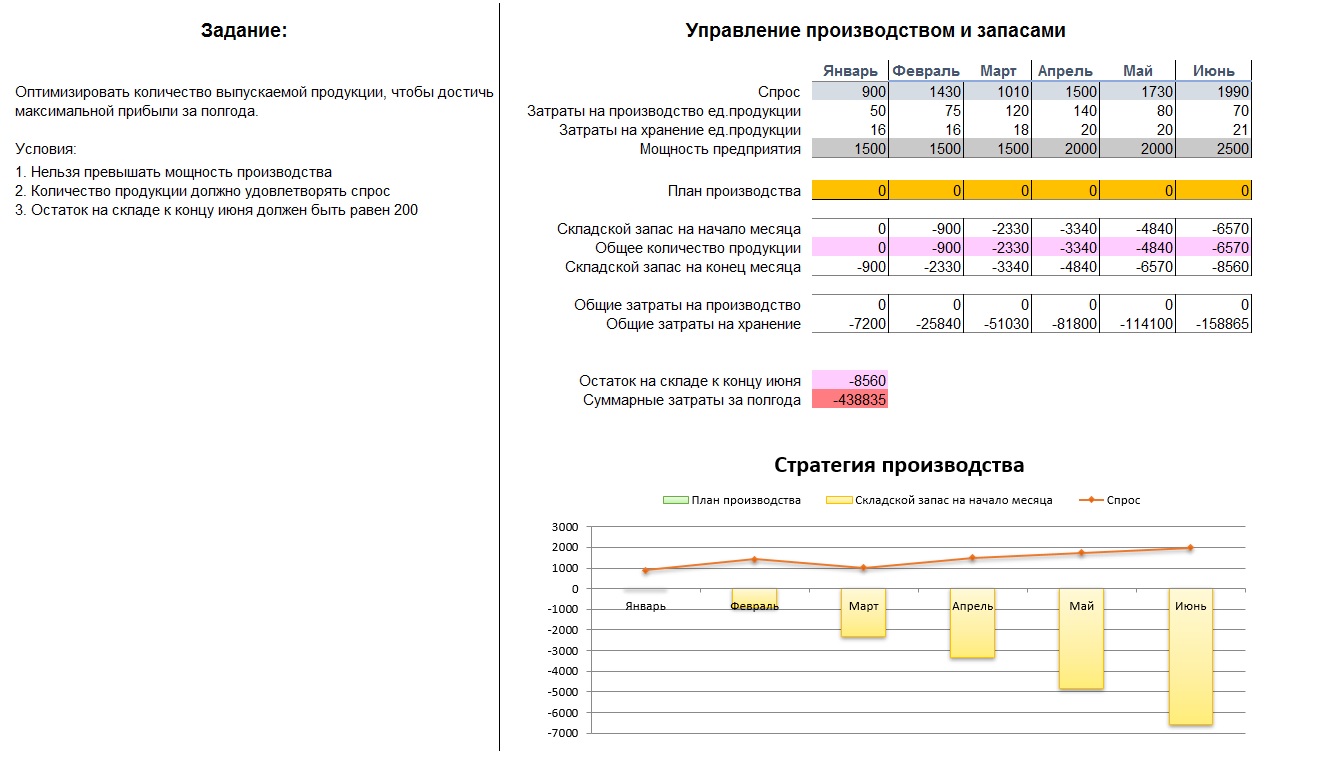 Задание:
Оптимизировать количество выпускаемой продукции, чтобы достичь
максимальной прибыли за полгода.
Условия:
1. Нельзя превышать мощность производства
2. Количество продукции должно удовлетворять спрос
3. Остаток на складе к концу июня должен быть равен 200
Управление производством и запасами
Январь Февраль Март Апрель Май Июнь
Спрос 900 1430 1010 1500 1730 1990
Затраты на производство ед.продукции 50 75 120 140 80 70
Затраты на хранение ед.продукции 16 16 18 20 20 21
Мощность предприятия 1500 1500 1500 2000 2000 2500
План производства 0 0 0 0 0 0
Складской запас на начало месяца 0 -900 -2330 -3340 -4840 -6570
Общее количество продукции 0 -900 -2330 -3340 -4840 -6570
Складской запас на конец месяца -900 -2330 -3340 -4840 -6570 -8560
Общие затраты на производство 0 0 0 0 0 0
Общие затраты на хранение -7200 -25840 -51030 -81800 -114100 -158865
Остаток на складе к концу июня -8560
Суммарные затраты за полгода -438835
Стратегия производства
План производства Складской запас на начало месяца Спрос
3000
2000
1000
0
Январь Февраль Март Апрель Май Июнь
-1000
-2000
-3000
-4000
-5000
-6000
-7000